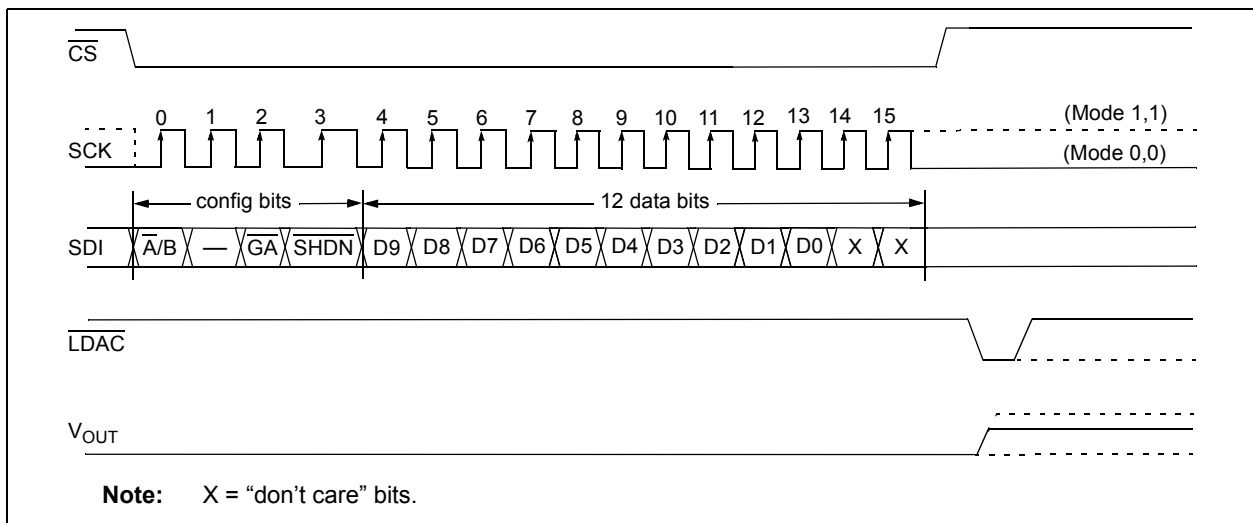 CS
0 1 2 3 4 5 6 7 8 9 10 11 12 13 14 15 (Mode 1,1)
SCK (Mode 0,0)
config bits 12 data bits
SDI A/B — GA SHDN D9 D8 D7 D6 D5 D4 D3 D2 D1 D0 X X
LDAC
VOUT
Note: X = “don’t care” bits.